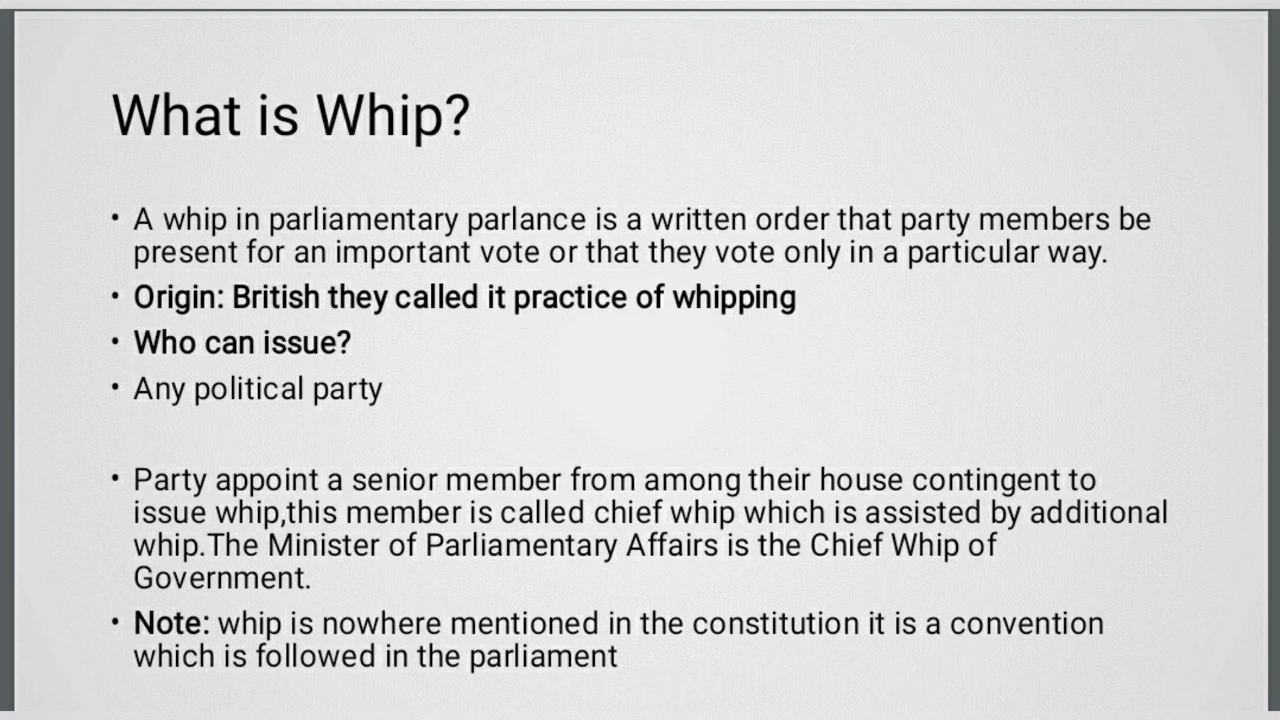 What is Whip?
• A whip in parliamentary parlance is a written order that party members be
present for an important vote or that they vote only in a particular way.
• Origin: British they called it practice of whipping
• Who can issue?
• Any political party
• Party appoint a senior member from among their house contingent to
issue whip,this member is called chief whip which is assisted by additional
whip.The Minister of Parliamentary Affairs is the Chief Whip of
Government.
• Note: whip is nowhere mentioned in the constitution it is a convention
which is followed in the parliament